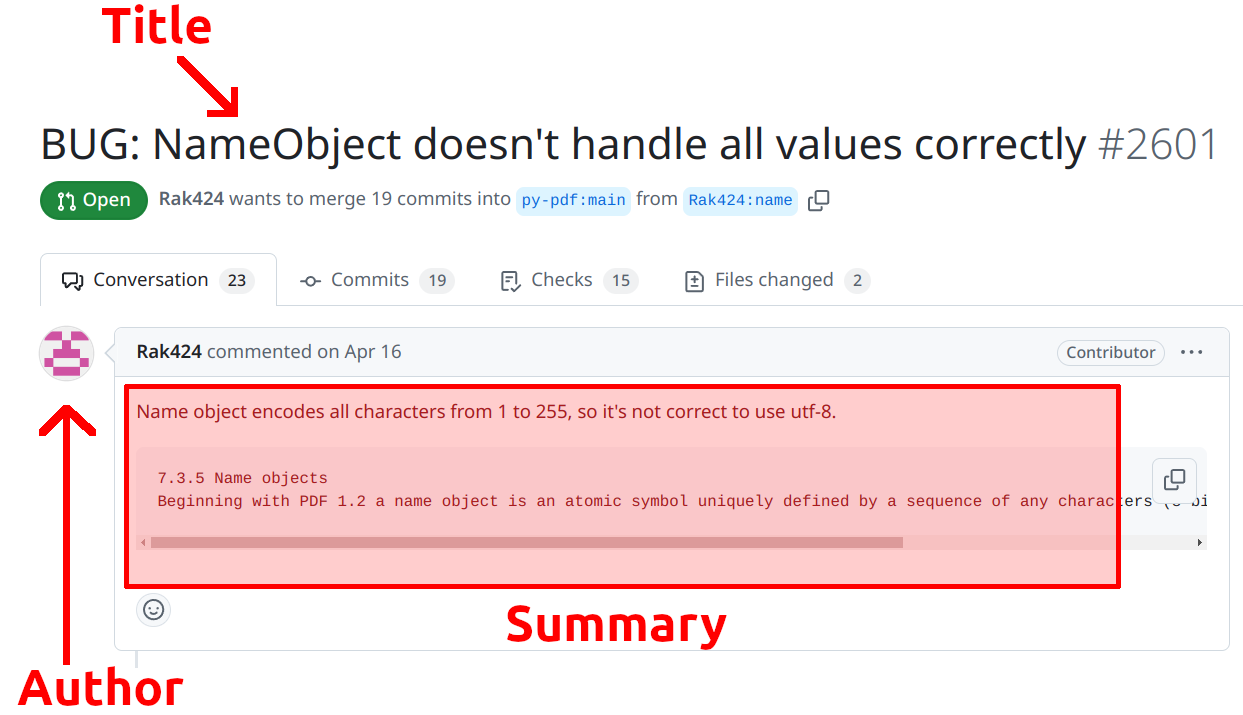 Title
BUG: NameObject doesn't handle all values correctly #2601
Open Rak424 wants to merge 19 commits into py-pdf:main from Rak424:name
Conversation 23 Commits 19 Checks 15 Files changed 2
Rak424 commented on Apr 16 Contributor
Name object encodes all characters from 1 to 255, so it's not correct to use utf-8.
7.3.5 Name objects
Beginning with PDF 1.2 a name object is an atomic symbol uniquely defined by a sequence of any characters
Summary
Author